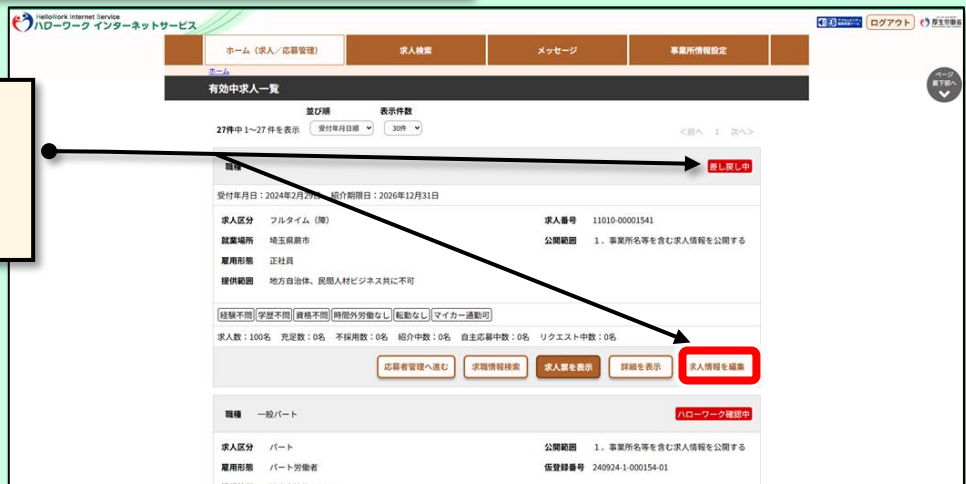 HelloWork Internet Service
ハローワーク インターネットサービス
ログアウト
厚生労働省
ホーム（求人／応募管理） 求人検索 メッセージ 事業所情報設定
ホーム
ページ
最下部へ
有効中求人一覧
並び順 表示件数
27件中 1～27 件を表示 受付年月日順 30件 <前へ 1 次へ>
職種 差し戻し中
受付年月日：2024年2月29日 紹介期限日：2026年12月31日
求人区分 フルタイム（障） 求人番号 11010-00001541
就業場所 埼玉県蕨市 公開範囲 1．事業所名等を含む求人情報を公開する
雇用形態 正社員
提供範囲 地方自治体、民間人材ビジネス共に不可
経験不問 学歴不問 資格不問 時間外労働なし 転勤なし マイカー通勤可
求人数：100名 充足数：0名 不採用数：0名 紹介中数：0名 自主応募中数：0名 リクエスト中数：0名
応募者管理へ進む 求職情報検索 求人票を表示 詳細を表示 求人情報を編集
職種 一般パート ハローワーク確認中
求人区分 パート 公開範囲 1．事業所名等を含む求人情報を公開する
雇用形態 パート労働者 仮登録番号 240924-1-000154-01